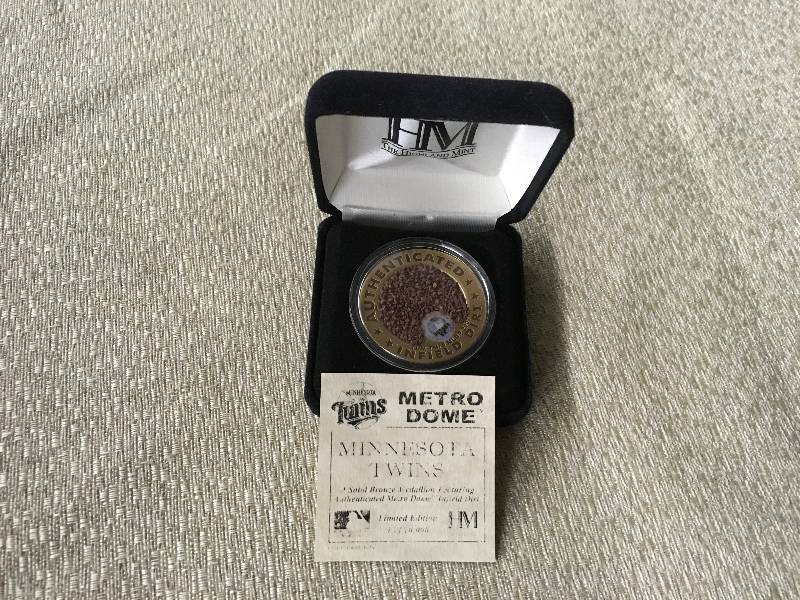 HM
THE HIGHLAND MINT
AUTHENTICATED
INFIELD DIRT
MINNESOTA
Twins
METRO
DOME
MINNESOTA
TWINS
Solid Bronze Medallion Featuring
Authenticated Metro Dome Infield Dirt
Limited Edition
HM